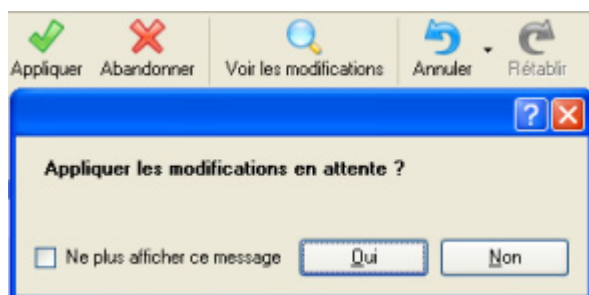 Appliquer Abandonner Voir les modifications Annuler Rétablir
?
Appliquer les modifications en attente ?
Ne plus afficher ce message Oui Non